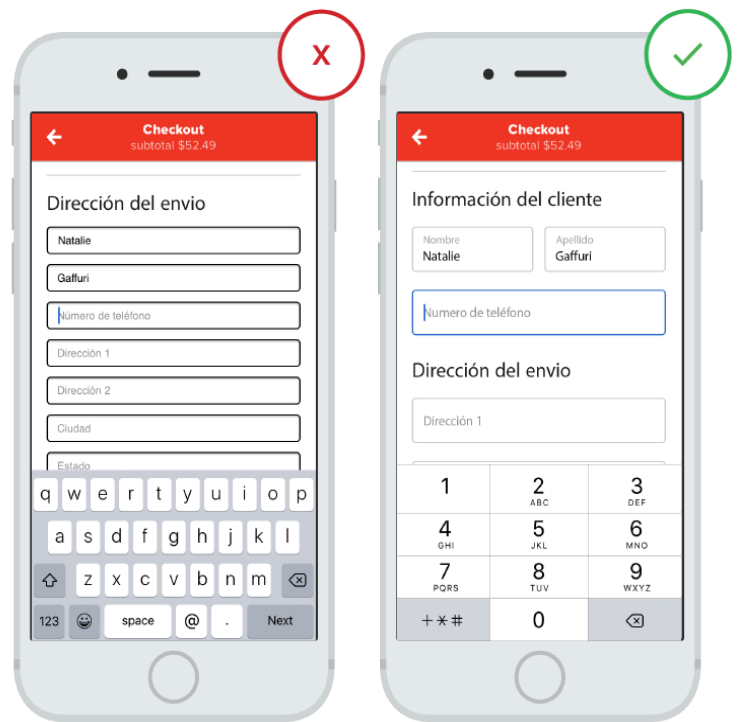 X
Checkout
subtotal $52.49
Dirección del envio
Natalie
Gaffuri
Número de teléfono
Dirección 1
Dirección 2
Ciudad
Estado
q w e r t y u i o p
a s d f g h j k l
z x c v b n m
123 space @ . Next
Checkout
subtotal $52.49
Información del cliente
Nombre Apellido
Natalie Gaffuri
Numero de teléfono
Dirección del envio
Dirección 1
1 2 3
ABC DEF
4 5 6
GHI JKL MNO
7 8 9
PQRS TUV WXYZ
+*# 0